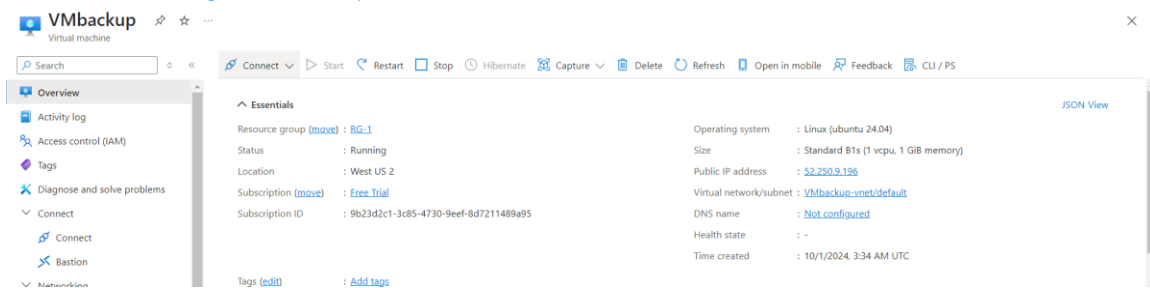 VMbackup
Virtual machine
Search
Connect Start Restart Stop Hibernate Capture Delete Refresh Open in mobile Feedback CLI / PS
Overview
Activity log
Access control (IAM)
Tags
Diagnose and solve problems
Connect
Connect
Bastion
Networking
Essentials
JSON View
Resource group (move) : RG-1
Status : Running
Location : West US 2
Subscription (move) : Free Trial
Subscription ID : 9b23d2c1-3c85-4730-9eef-8d7211489a95
Operating system : Linux (ubuntu 24.04)
Size : Standard B1s (1 vcpu, 1 GiB memory)
Public IP address : 52.250.9.196
Virtual network/subnet : VMbackup-vnet/default
DNS name : Not configured
Health state : -
Time created : 10/1/2024, 3:34 AM UTC
Tags (edit) : Add tags